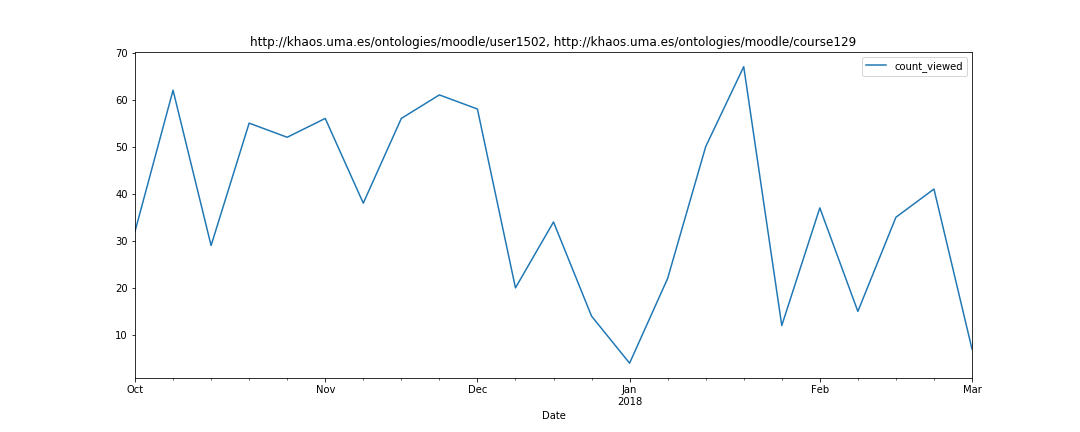 http://khaos.uma.es/ontologies/moodle/user1502, http://khaos.uma.es/ontologies/moodle/course129
count_viewed
70
60
50
40
30
20
10
Oct
Nov
Dec
Jan
2018
Feb
Mar
Date